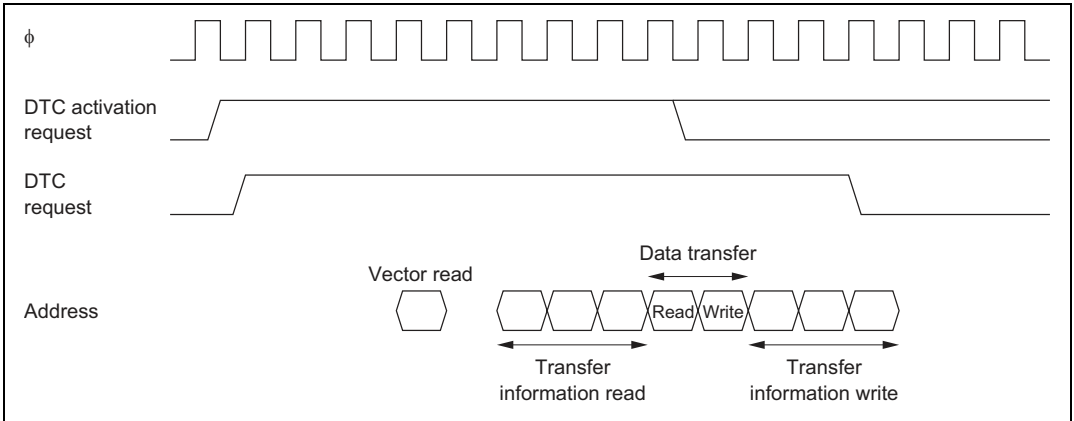 ϕ
DTC activation
request
DTC
request
Data transfer
Vector read
Address
Read Write
Transfer
information read
Transfer
information write